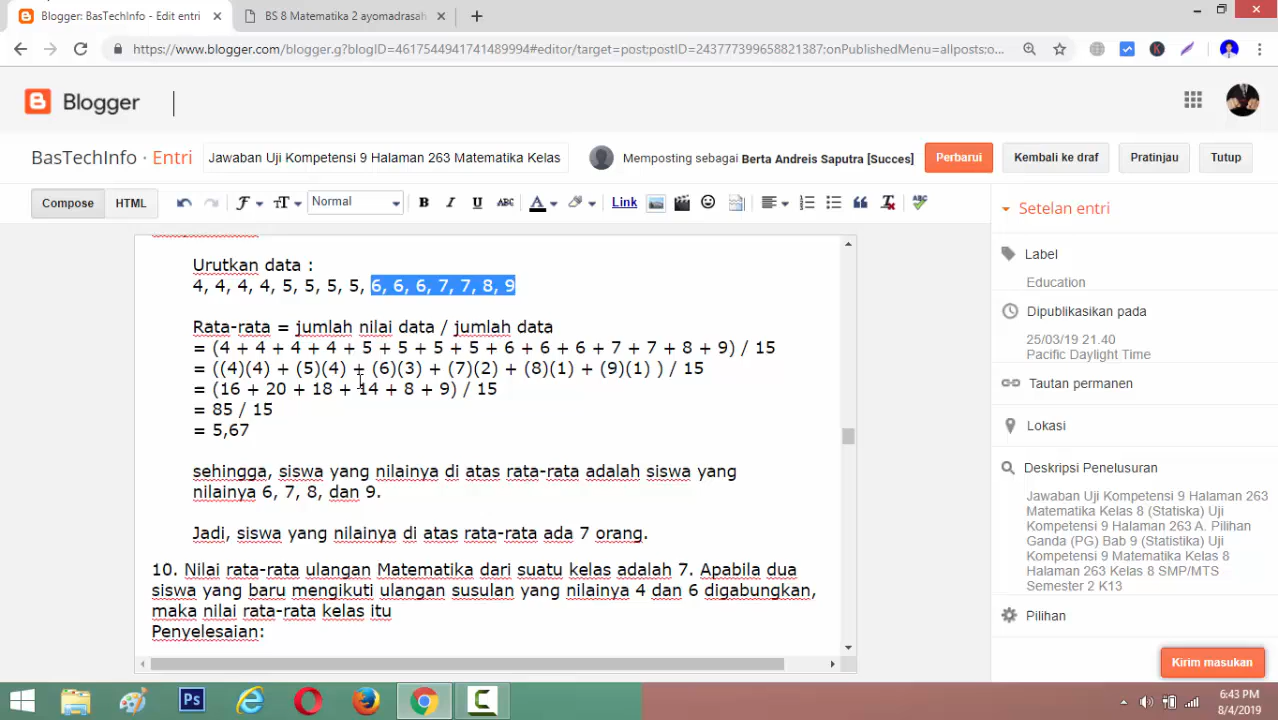 Blogger: BasTechInfo - Edit entri
BS 8 Matematika 2 ayomadrasah
https://www.blogger.com/blogger.g?blogID=4617544941741489994#editor/target=post;postID=2437773996588213​87;onPublishedMenu=allposts;o...
Blogger
BasTechInfo · Entri
Jawaban Uji Kompetensi 9 Halaman 263 Matematika Kelas
Memposting sebagai Berta Andreis Saputra [Succes]
Perbarui
Kembali ke draf
Pratinjau
Tutup
Compose
HTML
Normal
Link
Urutkan data :
4, 4, 4, 4, 5, 5, 5, 5, 6, 6, 6, 7, 7, 8, 9
Rata-rata = jumlah nilai data / jumlah data
= (4 + 4 + 4 + 4 + 5 + 5 + 5 + 5 + 6 + 6 + 6 + 7 + 7 + 8 + 9) / 15
= ((4)(4) + (5)(4) + (6)(3) + (7)(2) + (8)(1) + (9)(1) ) / 15
= (16 + 20 + 18 + 14 + 8 + 9) / 15
= 85 / 15
= 5,67
sehingga, siswa yang nilainya di atas rata-rata adalah siswa yang
nilainya 6, 7, 8, dan 9.
Jadi, siswa yang nilainya di atas rata-rata ada 7 orang.
10. Nilai rata-rata ulangan Matematika dari suatu kelas adalah 7. Apabila dua
siswa yang baru mengikuti ulangan susulan yang nilainya 4 dan 6 digabungkan,
maka nilai rata-rata kelas itu
Penyelesaian:
Setelan entri
Label
Education
Dipublikasikan pada
25/03/19 21.40
Pacific Daylight Time
Tautan permanen
Lokasi
Deskripsi Penelusuran
Jawaban Uji Kompetensi 9 Halaman 263
Matematika Kelas 8 (Statiska) Uji
Kompetensi 9 Halaman 263 A. Pilihan
Ganda (PG) Bab 9 (Statistika) Uji
Kompetensi 9 Matematika Kelas 8
Halaman 263 Kelas 8 SMP/MTS
Semester 2 K13
Pilihan
Kirim masukan
Ps
6:43 PM
8/4/2019